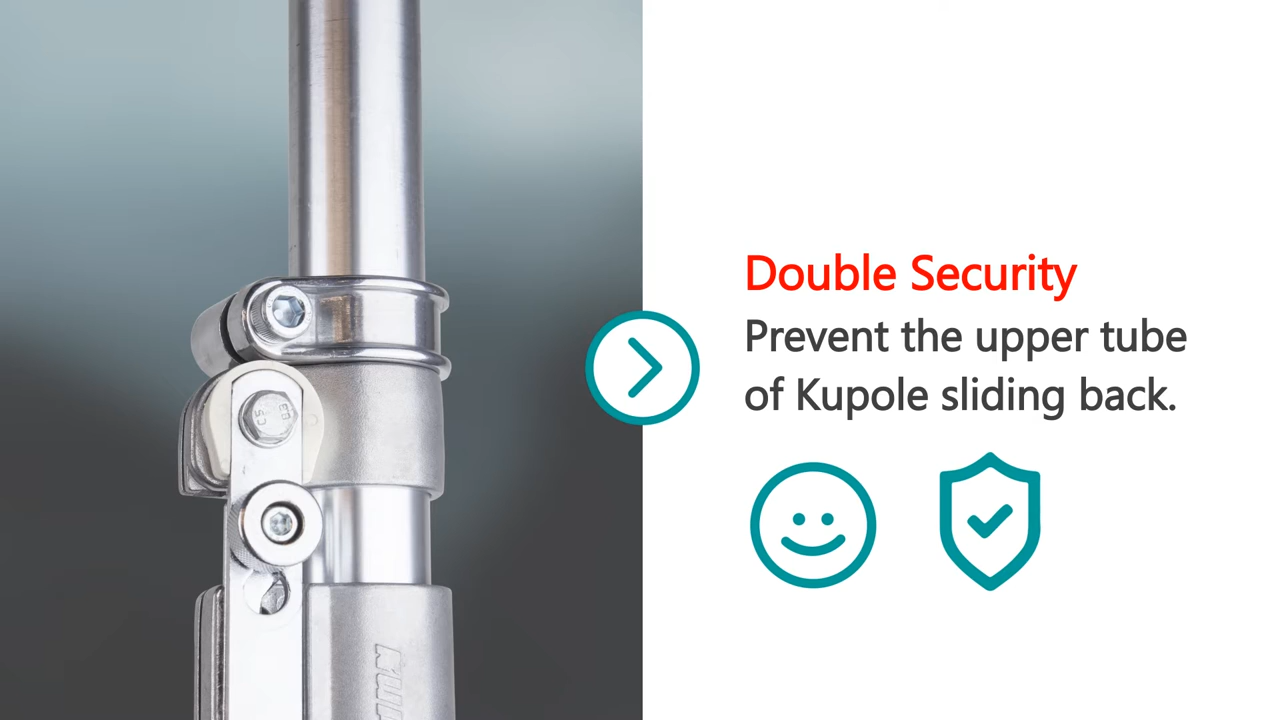 Double Security
Prevent the upper tube
of Kupole sliding back.